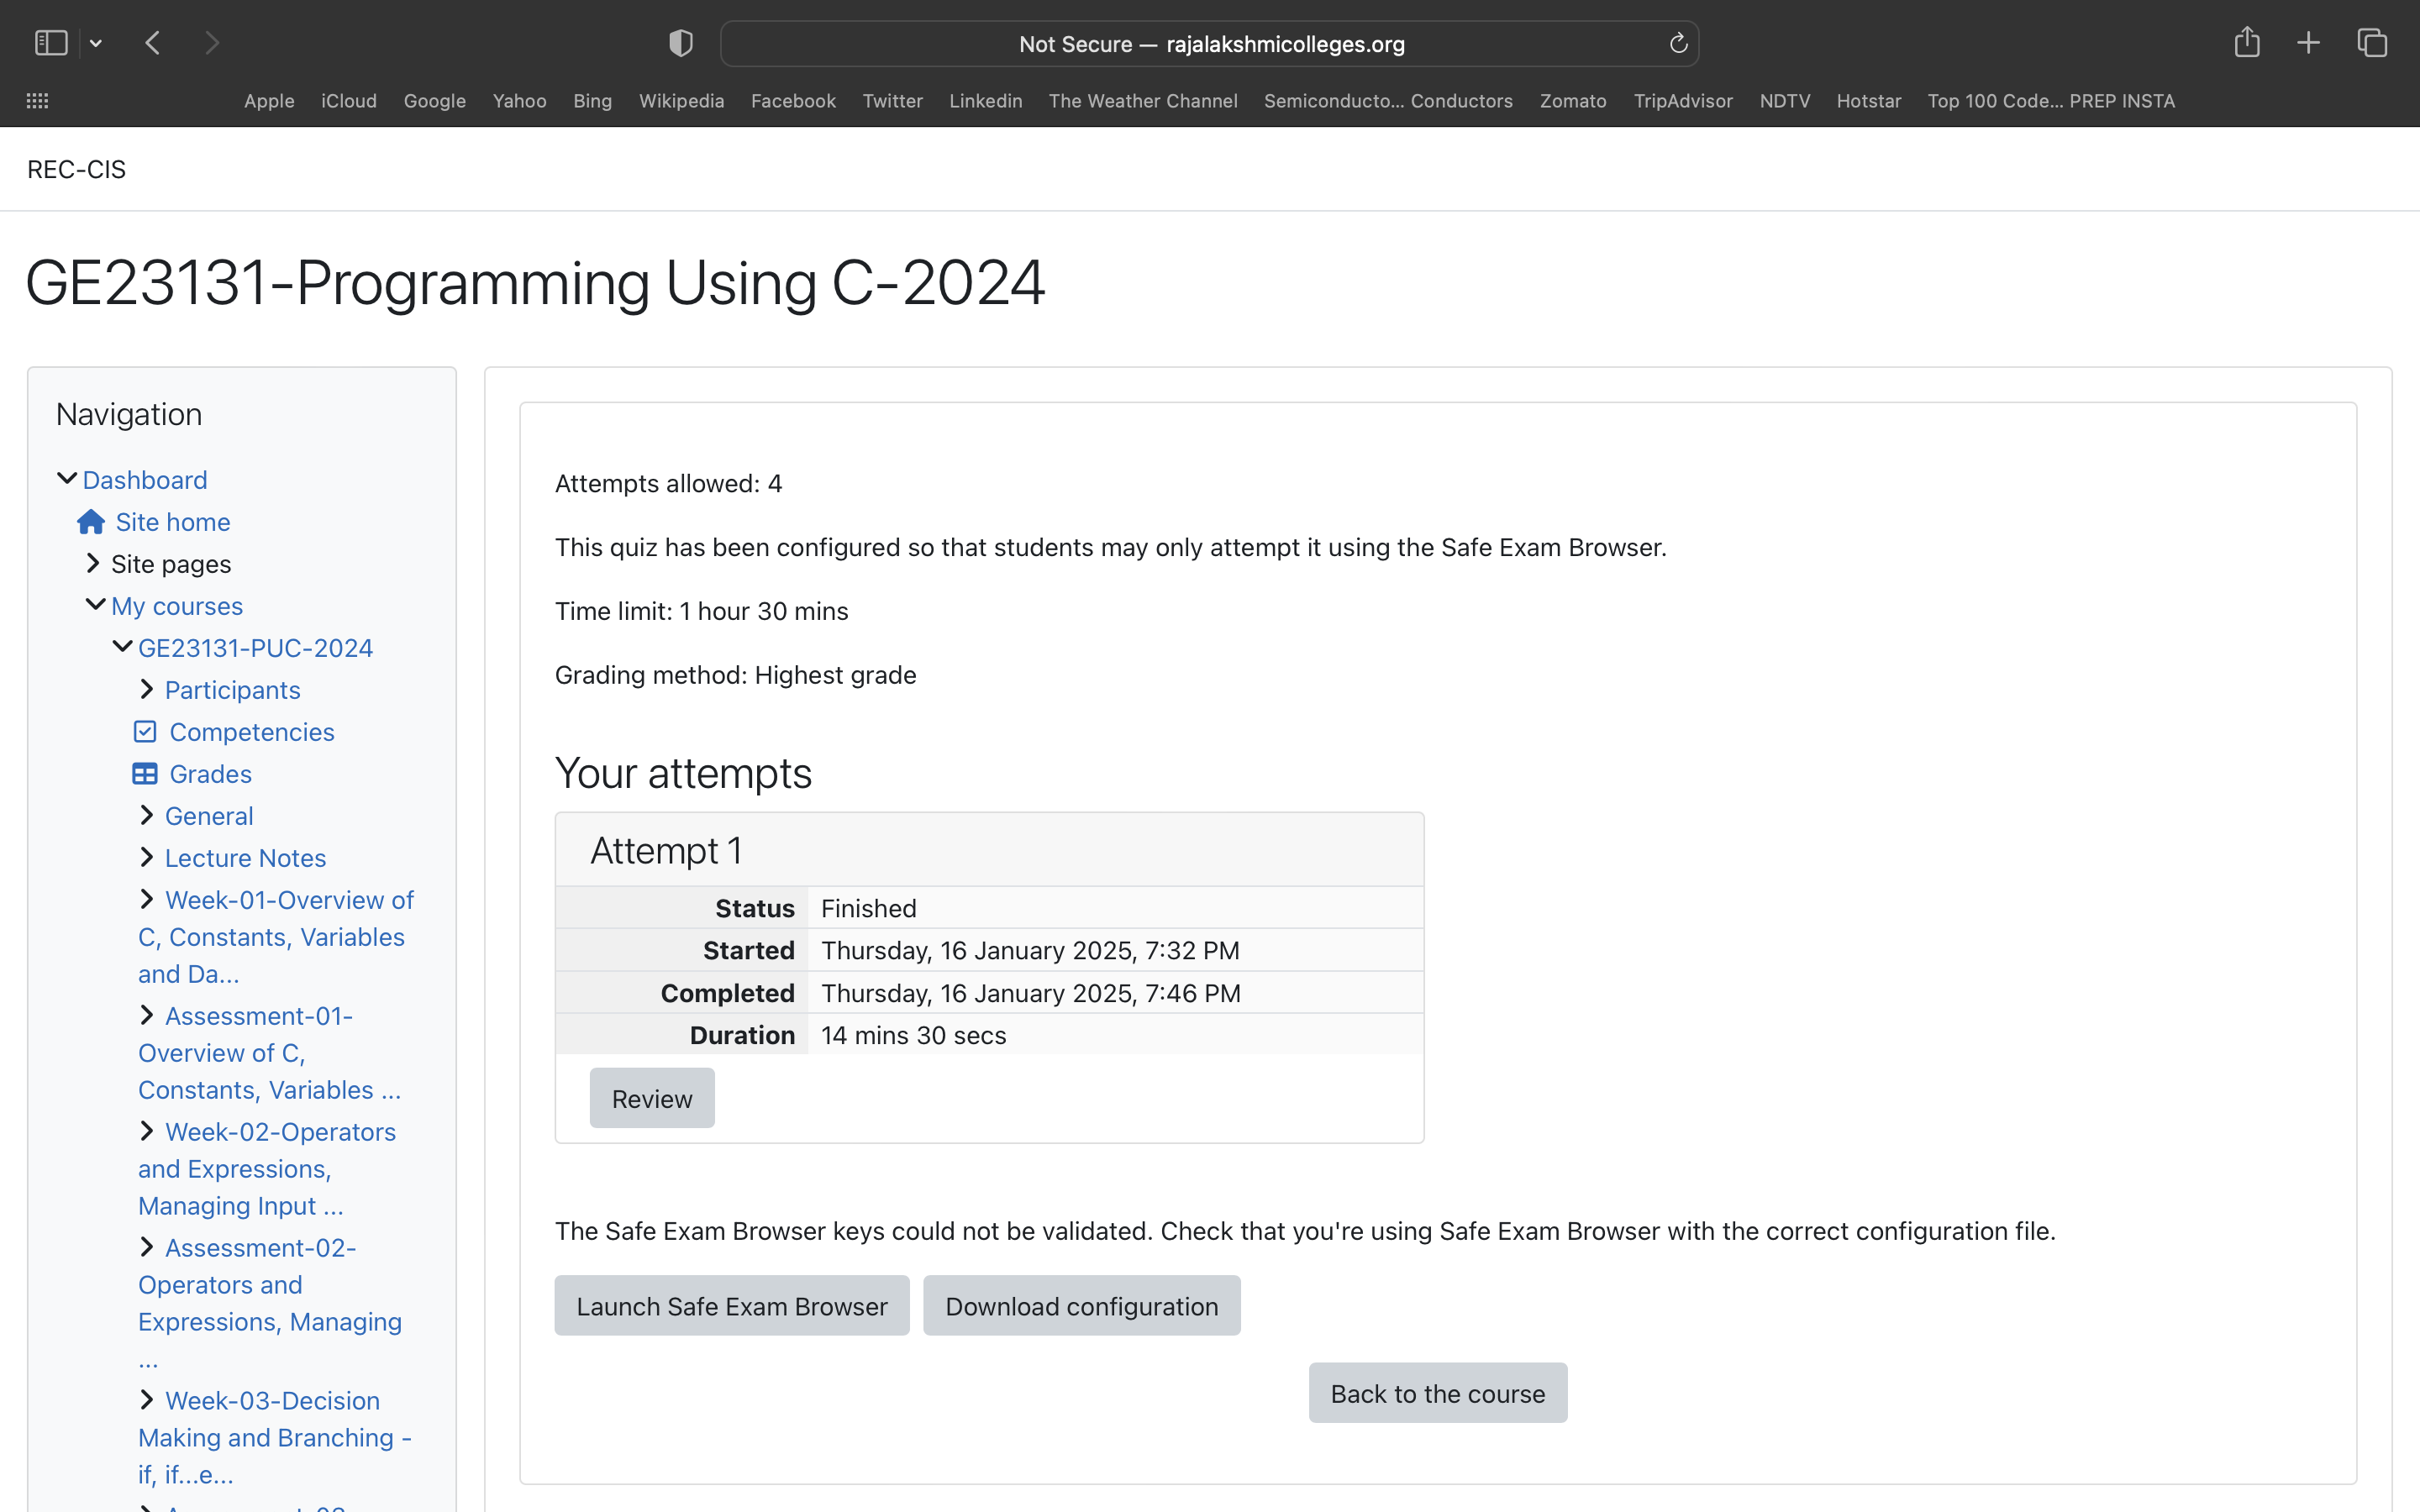 Not Secure — rajalakshmicolleges.org
Apple iCloud Google Yahoo Bing Wikipedia Facebook Twitter Linkedin The Weather Channel Semiconducto... Conductors Zomato TripAdvisor NDTV Hotstar Top 100 Code... PREP INSTA
REC-CIS
GE23131-Programming Using C-2024
Navigation
Dashboard
Site home
Site pages
My courses
GE23131-PUC-2024
Participants
Competencies
Grades
General
Lecture Notes
Week-01-Overview of
C, Constants, Variables
and Da...
Assessment-01-
Overview of C,
Constants, Variables ...
Week-02-Operators
and Expressions,
Managing Input ...
Assessment-02-
Operators and
Expressions, Managing
...
Week-03-Decision
Making and Branching -
if, if...e...
Attempts allowed: 4
This quiz has been configured so that students may only attempt it using the Safe Exam Browser.
Time limit: 1 hour 30 mins
Grading method: Highest grade
Your attempts
Attempt 1
Status Finished
Started Thursday, 16 January 2025, 7:32 PM
Completed Thursday, 16 January 2025, 7:46 PM
Duration 14 mins 30 secs
Review
The Safe Exam Browser keys could not be validated. Check that you're using Safe Exam Browser with the correct configuration file.
Launch Safe Exam Browser Download configuration
Back to the course